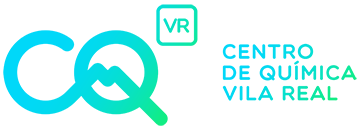 CQ
VR
CENTRO
DE QUÍMICA
VILA REAL